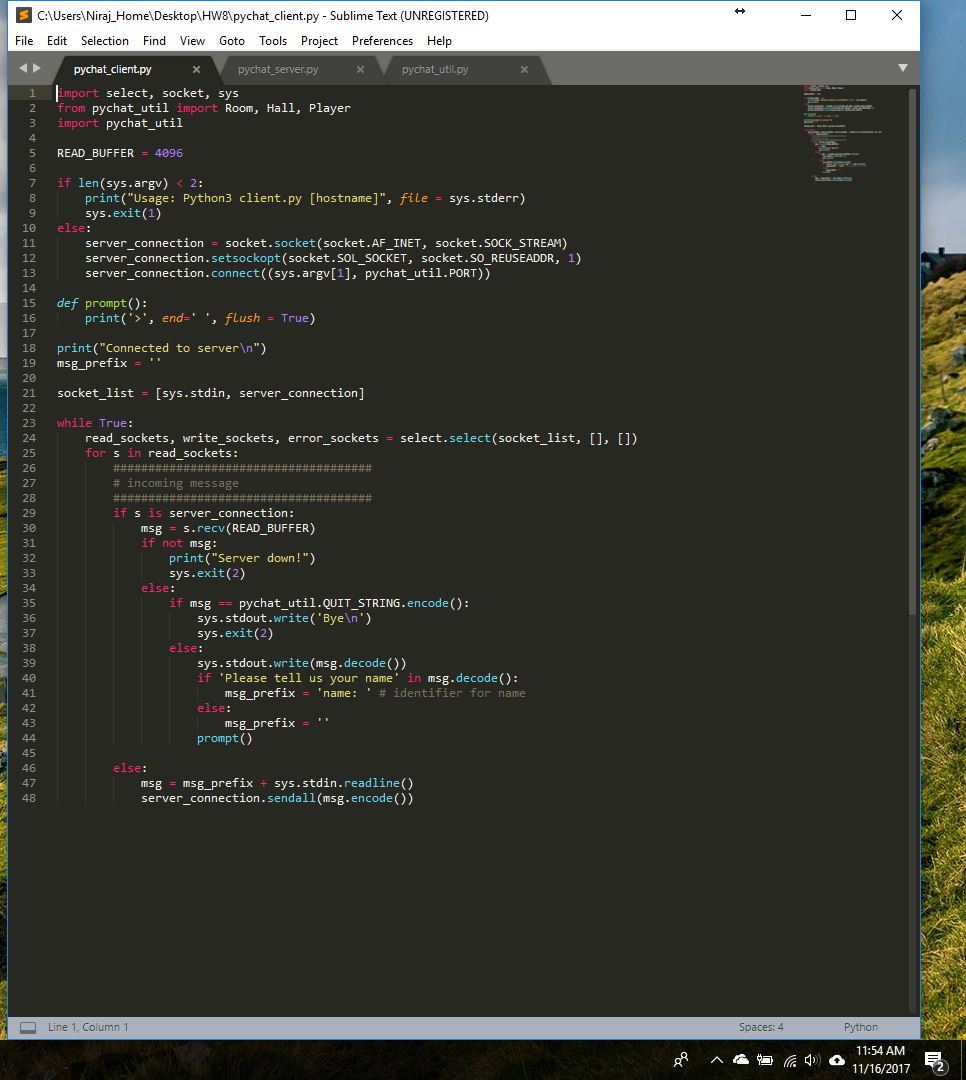 C:\Users\Niraj_Home\Desktop\HW8\pychat_client.py - Sublime Text (UNREGISTERED)
File Edit Selection Find View Goto Tools Project Preferences Help
pychat_client.py × pychat_server.py × pychat_util.py ×
1 import select, socket, sys
2 from pychat_util import Room, Hall, Player
3 import pychat_util
4
5 READ_BUFFER = 4096
6
7 if len(sys.argv) < 2:
8     print("Usage: Python3 client.py [hostname]", file = sys.stderr)
9     sys.exit(1)
10 else:
11     server_connection = socket.socket(socket.AF_INET, socket.SOCK_STREAM)
12     server_connection.setsockopt(socket.SOL_SOCKET, socket.SO_REUSEADDR, 1)
13     server_connection.connect((sys.argv[1], pychat_util.PORT))
14
15 def prompt():
16     print('>', end=' ', flush = True)
17
18 print("Connected to server\n")
19 msg_prefix = ''
20
21 socket_list = [sys.stdin, server_connection]
22
23 while True:
24     read_sockets, write_sockets, error_sockets = select.select(socket_list, [], [])
25     for s in read_sockets:
26         #####################################
27         # incoming message
28         #####################################
29         if s is server_connection:
30             msg = s.recv(READ_BUFFER)
31             if not msg:
32                 print("Server down!")
33                 sys.exit(2)
34             else:
35                 if msg == pychat_util.QUIT_STRING.encode():
36                     sys.stdout.write('Bye\n')
37                     sys.exit(2)
38                 else:
39                     sys.stdout.write(msg.decode())
40                     if 'Please tell us your name' in msg.decode():
41                         msg_prefix = 'name: ' # identifier for name
42                     else:
43                         msg_prefix = ''
44                     prompt()
45
46         else:
47             msg = msg_prefix + sys.stdin.readline()
48             server_connection.sendall(msg.encode())
Line 1, Column 1 Spaces: 4 Python
11:54 AM
11/16/2017
2